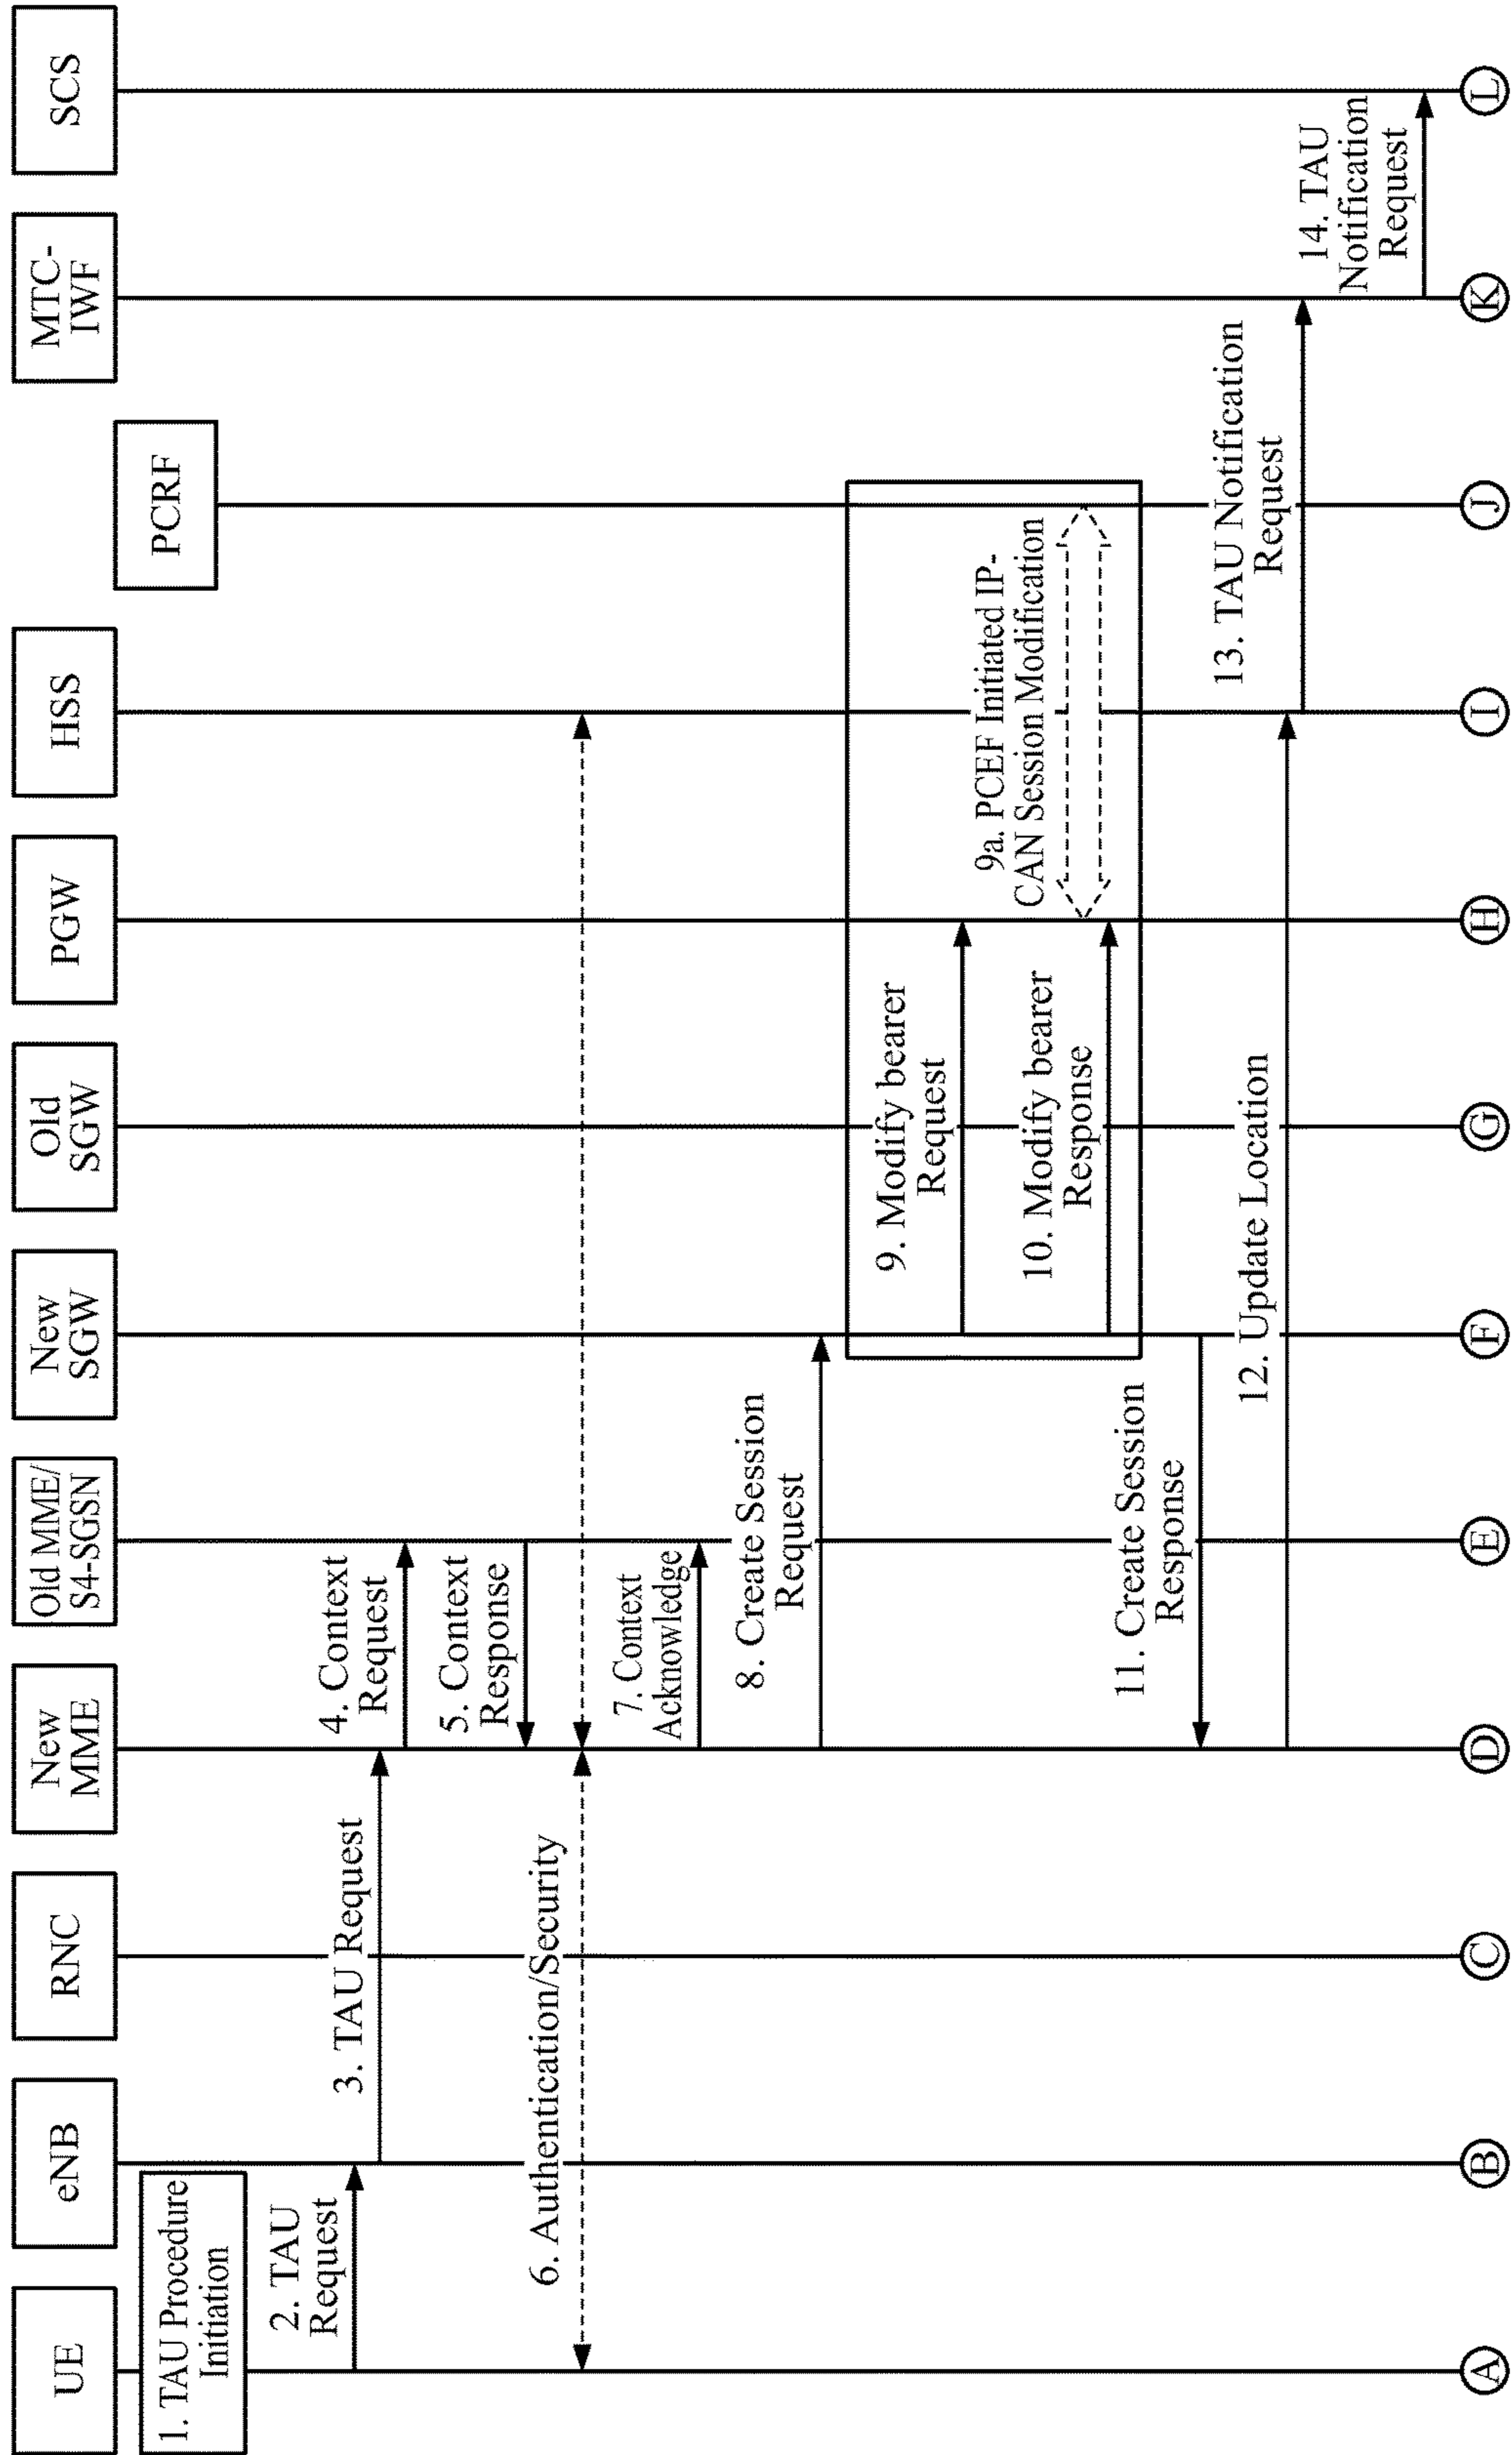 UE
eNB
RNC
New
MME
Old MME/
S4-SGSN
New
SGW
Old
SGW
PGW
HSS
PCRF
MTC-
IWF
SCS
1. TAU Procedure
Initiation
2. TAU
Request
3. TAU Request
4. Context
Request
5. Context
Response
6. Authentication/Security
7. Context
Acknowledge
8. Create Session
Request
9. Modify bearer
Request
9a. PCEF Initiated IP-
CAN Session Modification
10. Modify bearer
Response
11. Create Session
Response
12. Update Location
13. TAU Notification
Request
14. TAU
Notification
Request
A
B
C
D
E
F
G
H
I
J
K
L